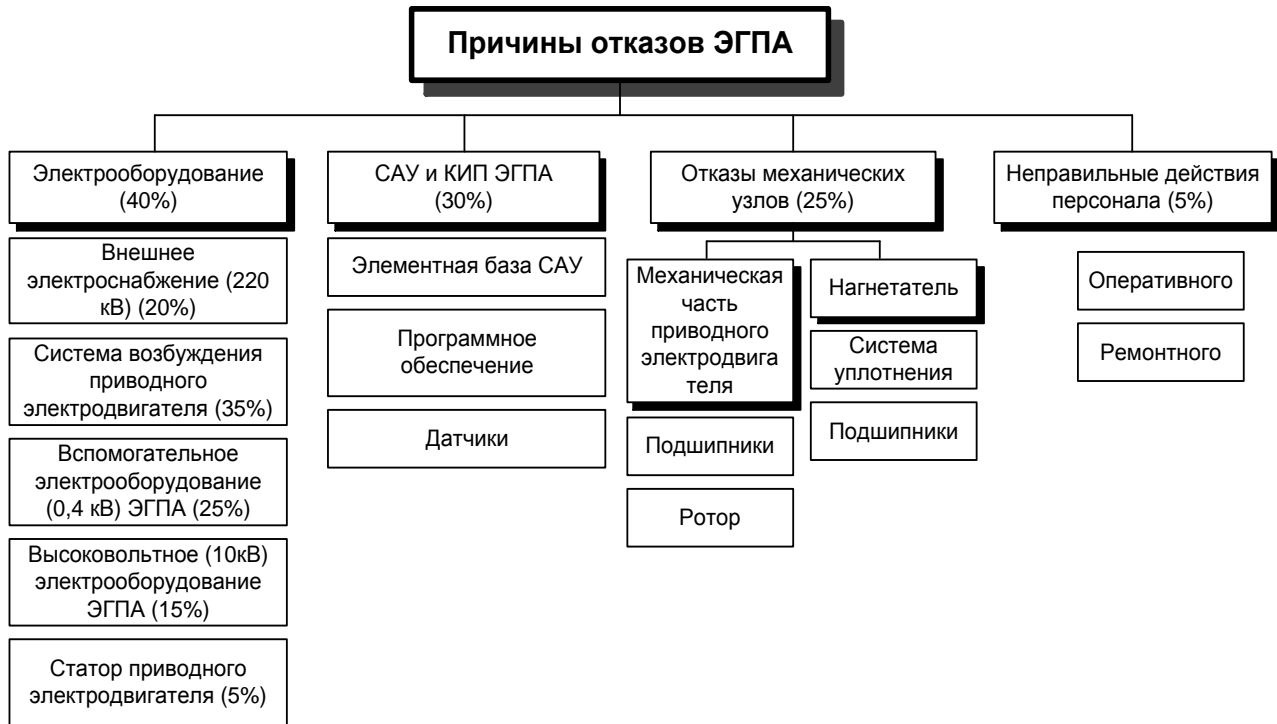 Причины отказов ЭГПА
Электрооборудование
(40%)
Внешнее
электроснабжение (220
кВ) (20%)
Система возбуждения
приводного
электродвигателя (35%)
Вспомогательное
электрооборудование
(0,4 кВ) ЭГПА (25%)
Высоковольтное (10кВ)
электрооборудование
ЭГПА (15%)
Статор приводного
электродвигателя (5%)
САУ и КИП ЭГПА
(30%)
Элементная база САУ
Программное
обеспечение
Датчики
Отказы механических
узлов (25%)
Механическая
часть
приводного
электродвига
теля
Подшипники
Ротор
Нагнетатель
Система
уплотнения
Подшипники
Неправильные действия
персонала (5%)
Оперативного
Ремонтного